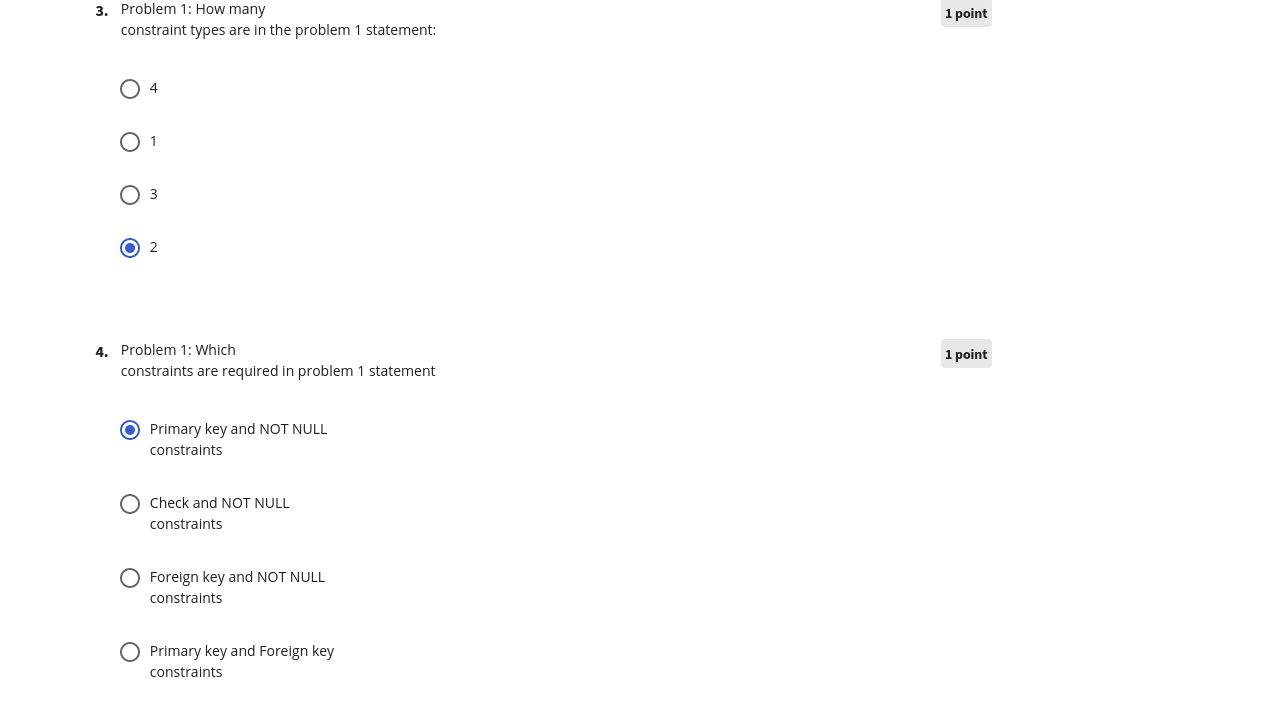 3. Problem 1: How many
1 point
constraint types are in the problem 1 statement:
4
1
3
2
4. Problem 1: Which
1 point
constraints are required in problem 1 statement
Primary key and NOT NULL
constraints
Check and NOT NULL
constraints
Foreign key and NOT NULL
constraints
Primary key and Foreign key
constraints